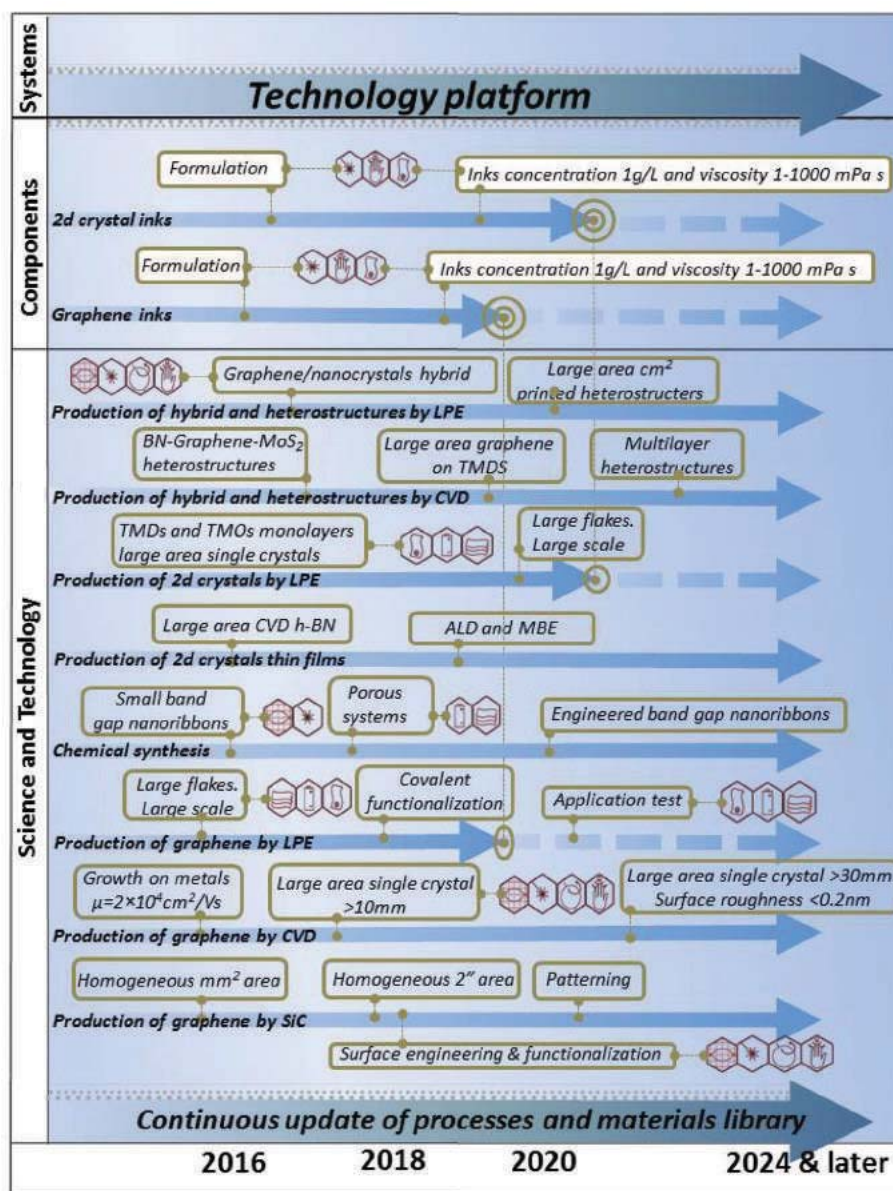 Systems
Technology platform
Components
Formulation
Inks concentration 1g/L and viscosity 1-1000 mPa s
2d crystal inks
Formulation
Inks concentration 1g/L and viscosity 1-1000 mPa s
Graphene inks
Science and Technology
Graphene/nanocrystals hybrid
Large area cm²
printed heterostructers
Production of hybrid and heterostructures by LPE
BN-Graphene-MoS₂
heterostructures
Large area graphene
on TMDS
Multilayer
heterostructures
Production of hybrid and heterostructures by CVD
TMDs and TMOs monolayers
large area single crystals
Large flakes.
Large scale
Production of 2d crystals by LPE
Large area CVD h-BN
ALD and MBE
Production of 2d crystals thin films
Small band
gap nanoribbons
Porous
systems
Engineered band gap nanoribbons
Chemical synthesis
Large flakes.
Large scale
Covalent
functionalization
Application test
Production of graphene by LPE
Growth on metals
μ=2×10⁴cm²/Vs
Large area single crystal
>10mm
Large area single crystal >30mm
Surface roughness <0.2nm
Production of graphene by CVD
Homogeneous mm² area
Homogeneous 2″ area
Patterning
Production of graphene by SiC
Surface engineering & functionalization
Continuous update of processes and materials library
2016
2018
2020
2024 & later